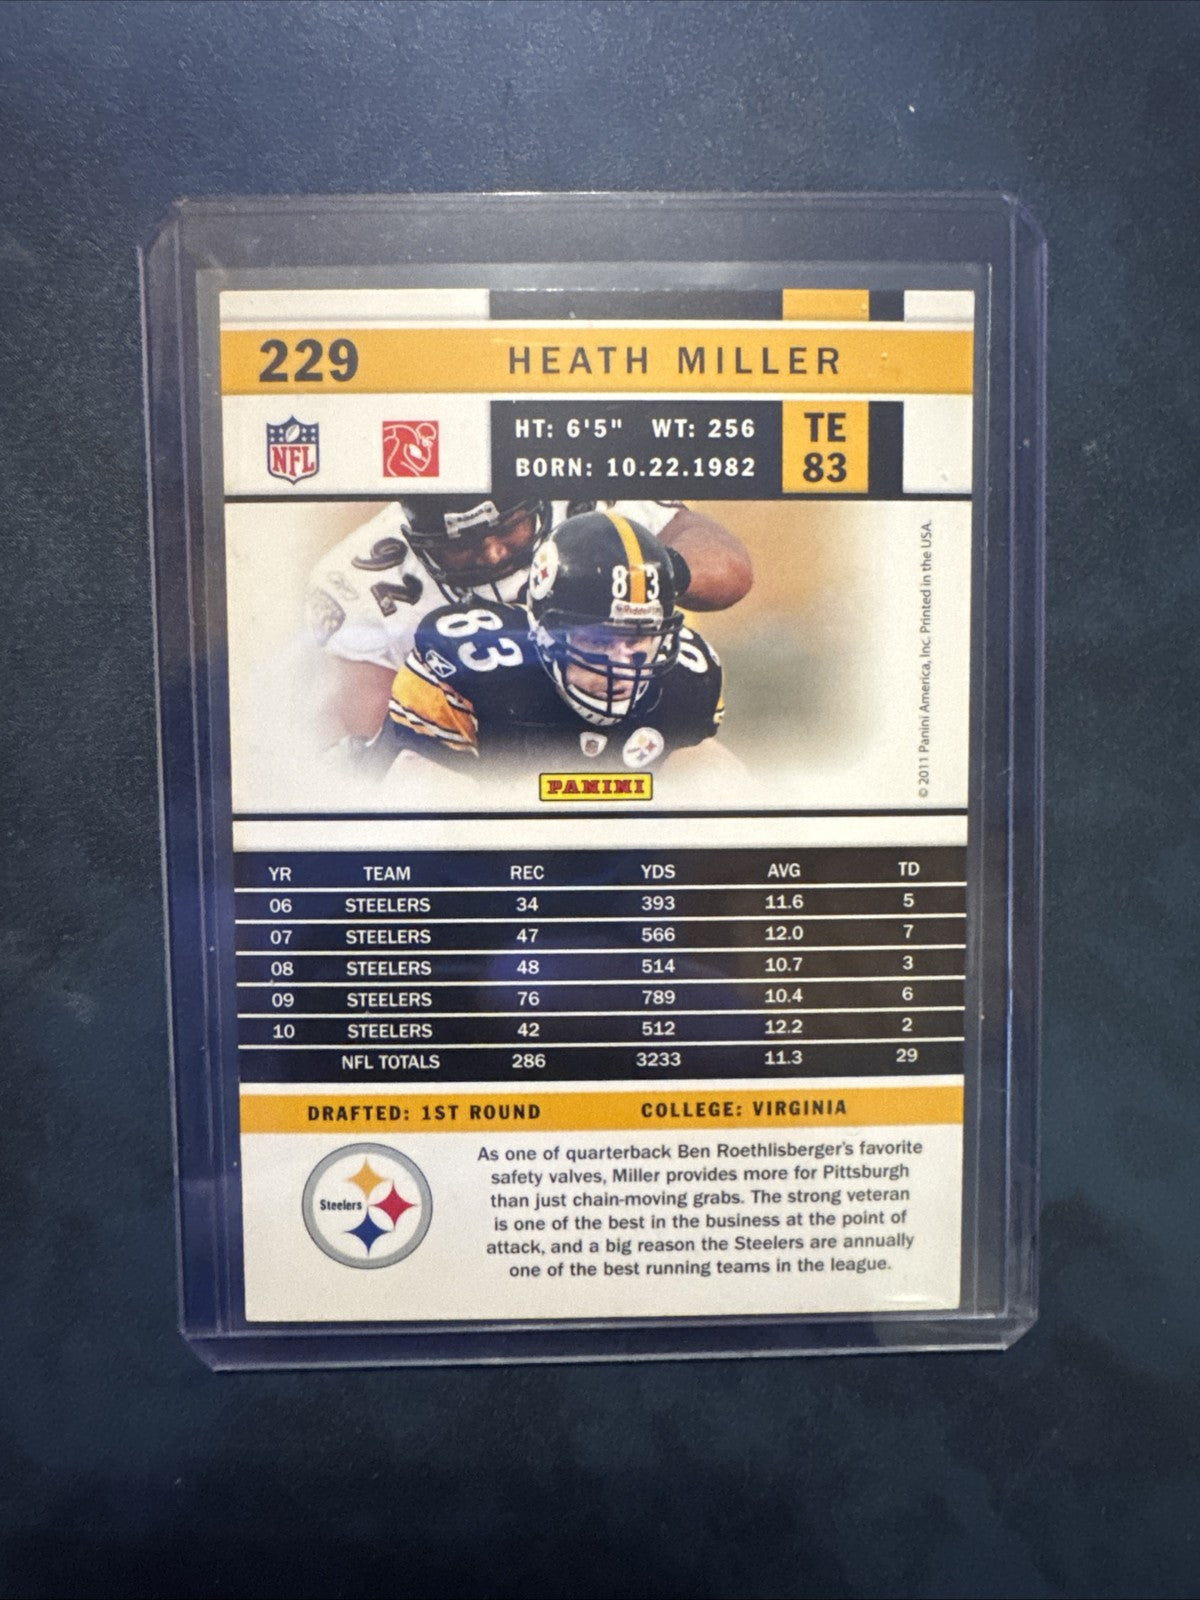 229 HEATH MILLER
NFL
HT: 6'5" WT: 256
BORN: 10.22.1982
TE
83
92
83
83
Riddell
© 2011 Panini America, Inc. Printed in the USA.
PANINI
YR TEAM REC YDS AVG TD
06 STEELERS 34 393 11.6 5
07 STEELERS 47 566 12.0 7
08 STEELERS 48 514 10.7 3
09 STEELERS 76 789 10.4 6
10 STEELERS 42 512 12.2 2
NFL TOTALS 286 3233 11.3 29
DRAFTED: 1ST ROUND COLLEGE: VIRGINIA
Steelers
As one of quarterback Ben Roethlisberger's favorite
safety valves, Miller provides more for Pittsburgh
than just chain-moving grabs. The strong veteran
is one of the best in the business at the point of
attack, and a big reason the Steelers are annually
one of the best running teams in the league.